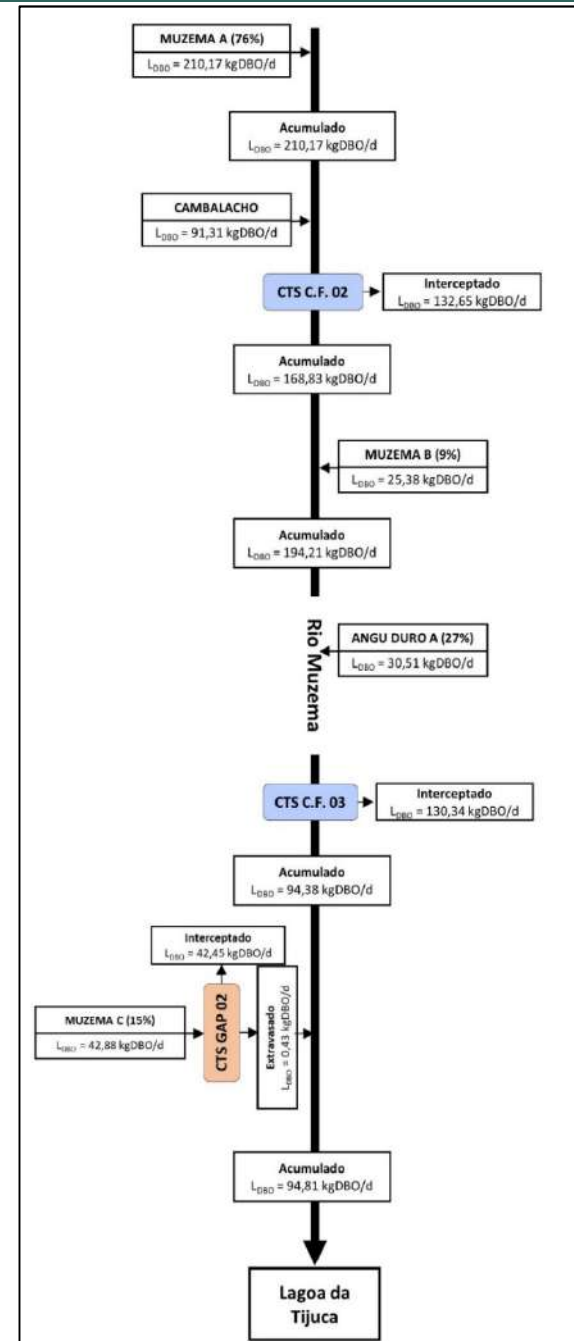 MUZEMA A (76%)
LDBO = 210,17 kgDBO/d
Acumulado
LDBO = 210,17 kgDBO/d
CAMBALACHO
LDBO = 91,31 kgDBO/d
CTS C.F. 02
Interceptado
LDBO = 132,65 kgDBO/d
Acumulado
LDBO = 168,83 kgDBO/d
MUZEMA B (9%)
LDBO = 25,38 kgDBO/d
Acumulado
LDBO = 194,21 kgDBO/d
Rio Muzema
ANGU DURO A (27%)
LDBO = 30,51 kgDBO/d
CTS C.F. 03
Interceptado
LDBO = 130,34 kgDBO/d
Acumulado
LDBO = 94,38 kgDBO/d
Interceptado
LDBO = 42,45 kgDBO/d
MUZEMA C (15%)
LDBO = 42,88 kgDBO/d
CTS GAP 02
Extravasado
LDBO = 0,43 kgDBO/d
Acumulado
LDBO = 94,81 kgDBO/d
Lagoa da
Tijuca